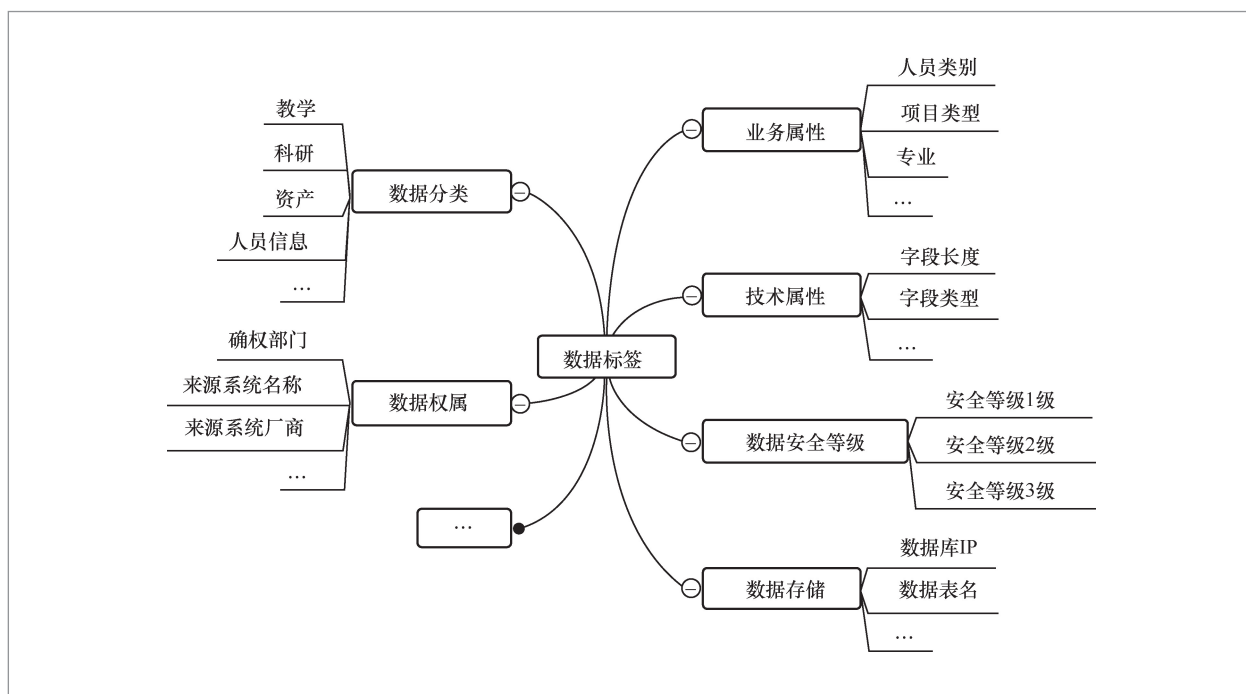 数据标签
数据分类
教学
科研
资产
人员信息
…
数据权属
确权部门
来源系统名称
来源系统厂商
…
…
业务属性
人员类别
项目类型
专业
…
技术属性
字段长度
字段类型
…
数据安全等级
安全等级1级
安全等级2级
安全等级3级
数据存储
数据库IP
数据表名
…